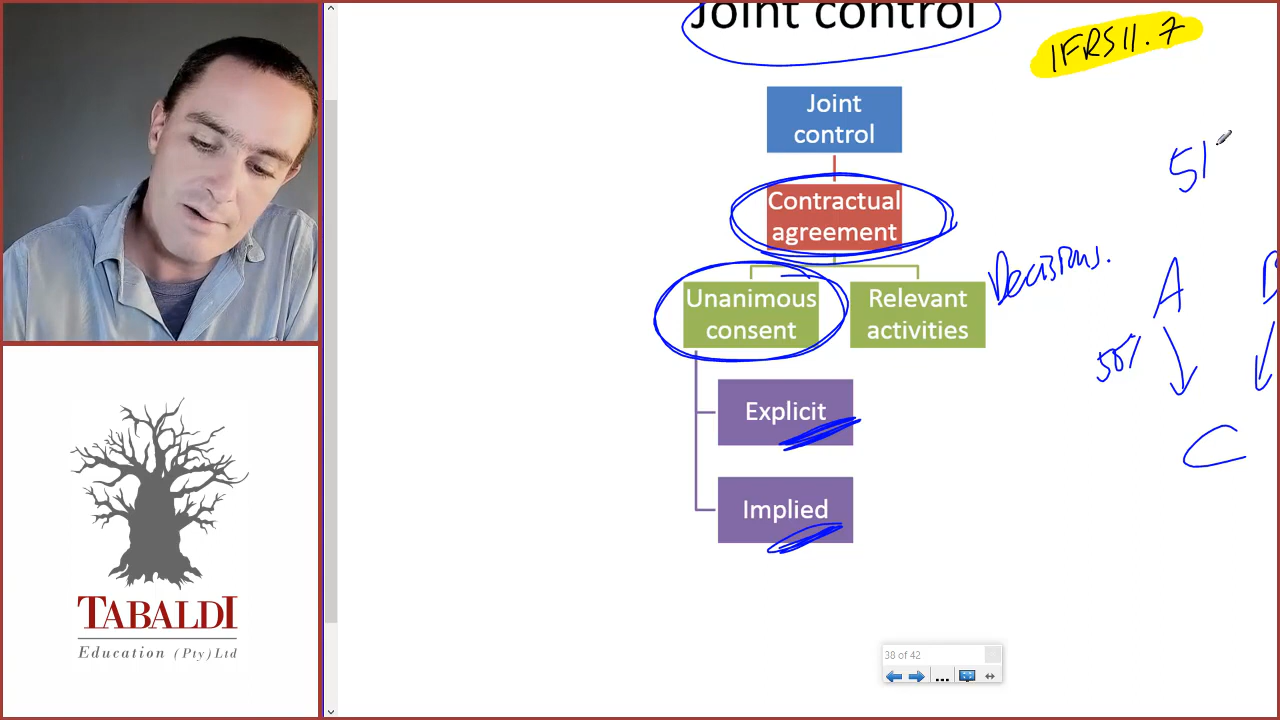 Joint control
IFRS 11.7
Joint
control
51
Contractual
agreement
Decisions.
A
Unanimous
consent
Relevant
activities
50%
Explicit
C
Implied
TABALDI
Education (Pty) Ltd
38 of 42
...